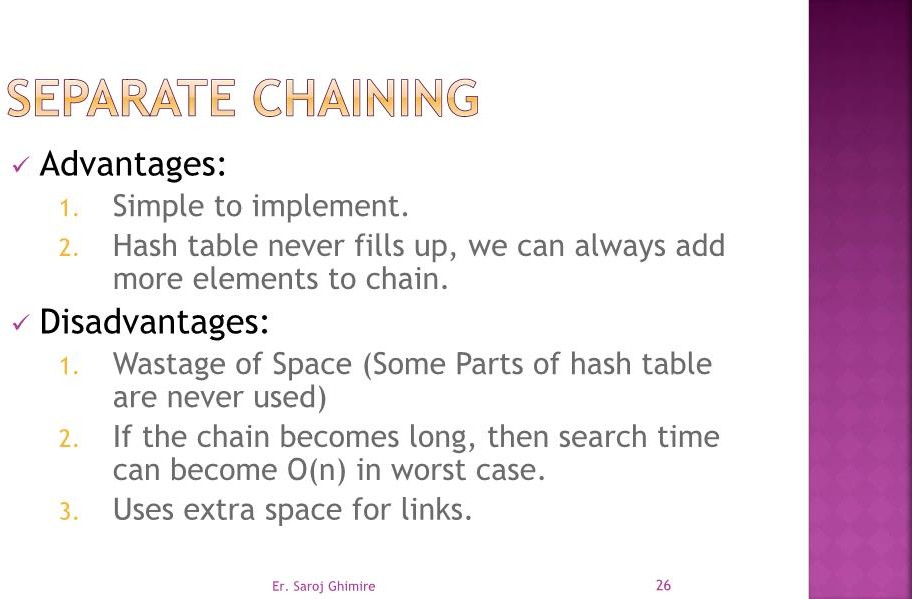 SEPARATE CHAINING
✓ Advantages:
1. Simple to implement.
2. Hash table never fills up, we can always add
more elements to chain.
✓ Disadvantages:
1. Wastage of Space (Some Parts of hash table
are never used)
2. If the chain becomes long, then search time
can become O(n) in worst case.
3. Uses extra space for links.
Er. Saroj Ghimire 26